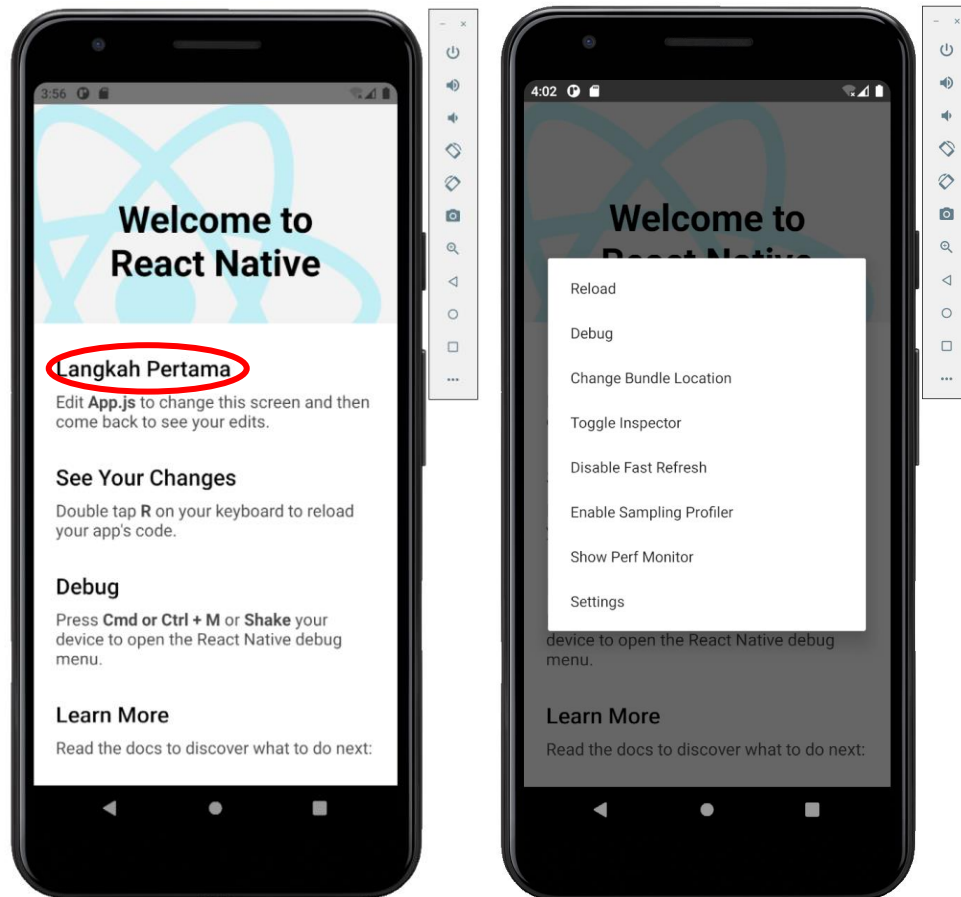 3:56
Welcome to
React Native
Langkah Pertama
Edit App.js to change this screen and then
come back to see your edits.
See Your Changes
Double tap R on your keyboard to reload
your app's code.
Debug
Press Cmd or Ctrl + M or Shake your
device to open the React Native debug
menu.
Learn More
Read the docs to discover what to do next:
4:02
Welcome to
React Native
Reload
Debug
Change Bundle Location
Toggle Inspector
Disable Fast Refresh
Enable Sampling Profiler
Show Perf Monitor
Settings
device to open the React Native debug
menu.
Learn More
Read the docs to discover what to do next: